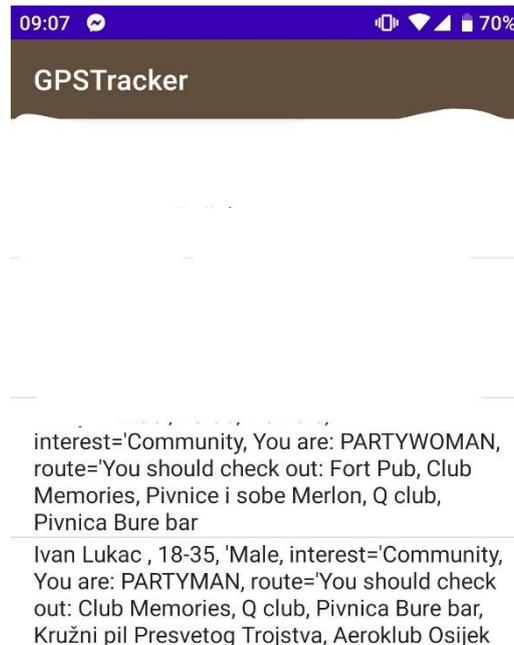 09:07
70%
GPSTracker
interest='Community, You are: PARTYWOMAN,
route='You should check out: Fort Pub, Club
Memories, Pivnice i sobe Merlon, Q club,
Pivnica Bure bar
Ivan Lukac , 18-35, 'Male, interest='Community,
You are: PARTYMAN, route='You should check
out: Club Memories, Q club, Pivnica Bure bar,
Kružni pil Presvetog Trojstva, Aeroklub Osijek